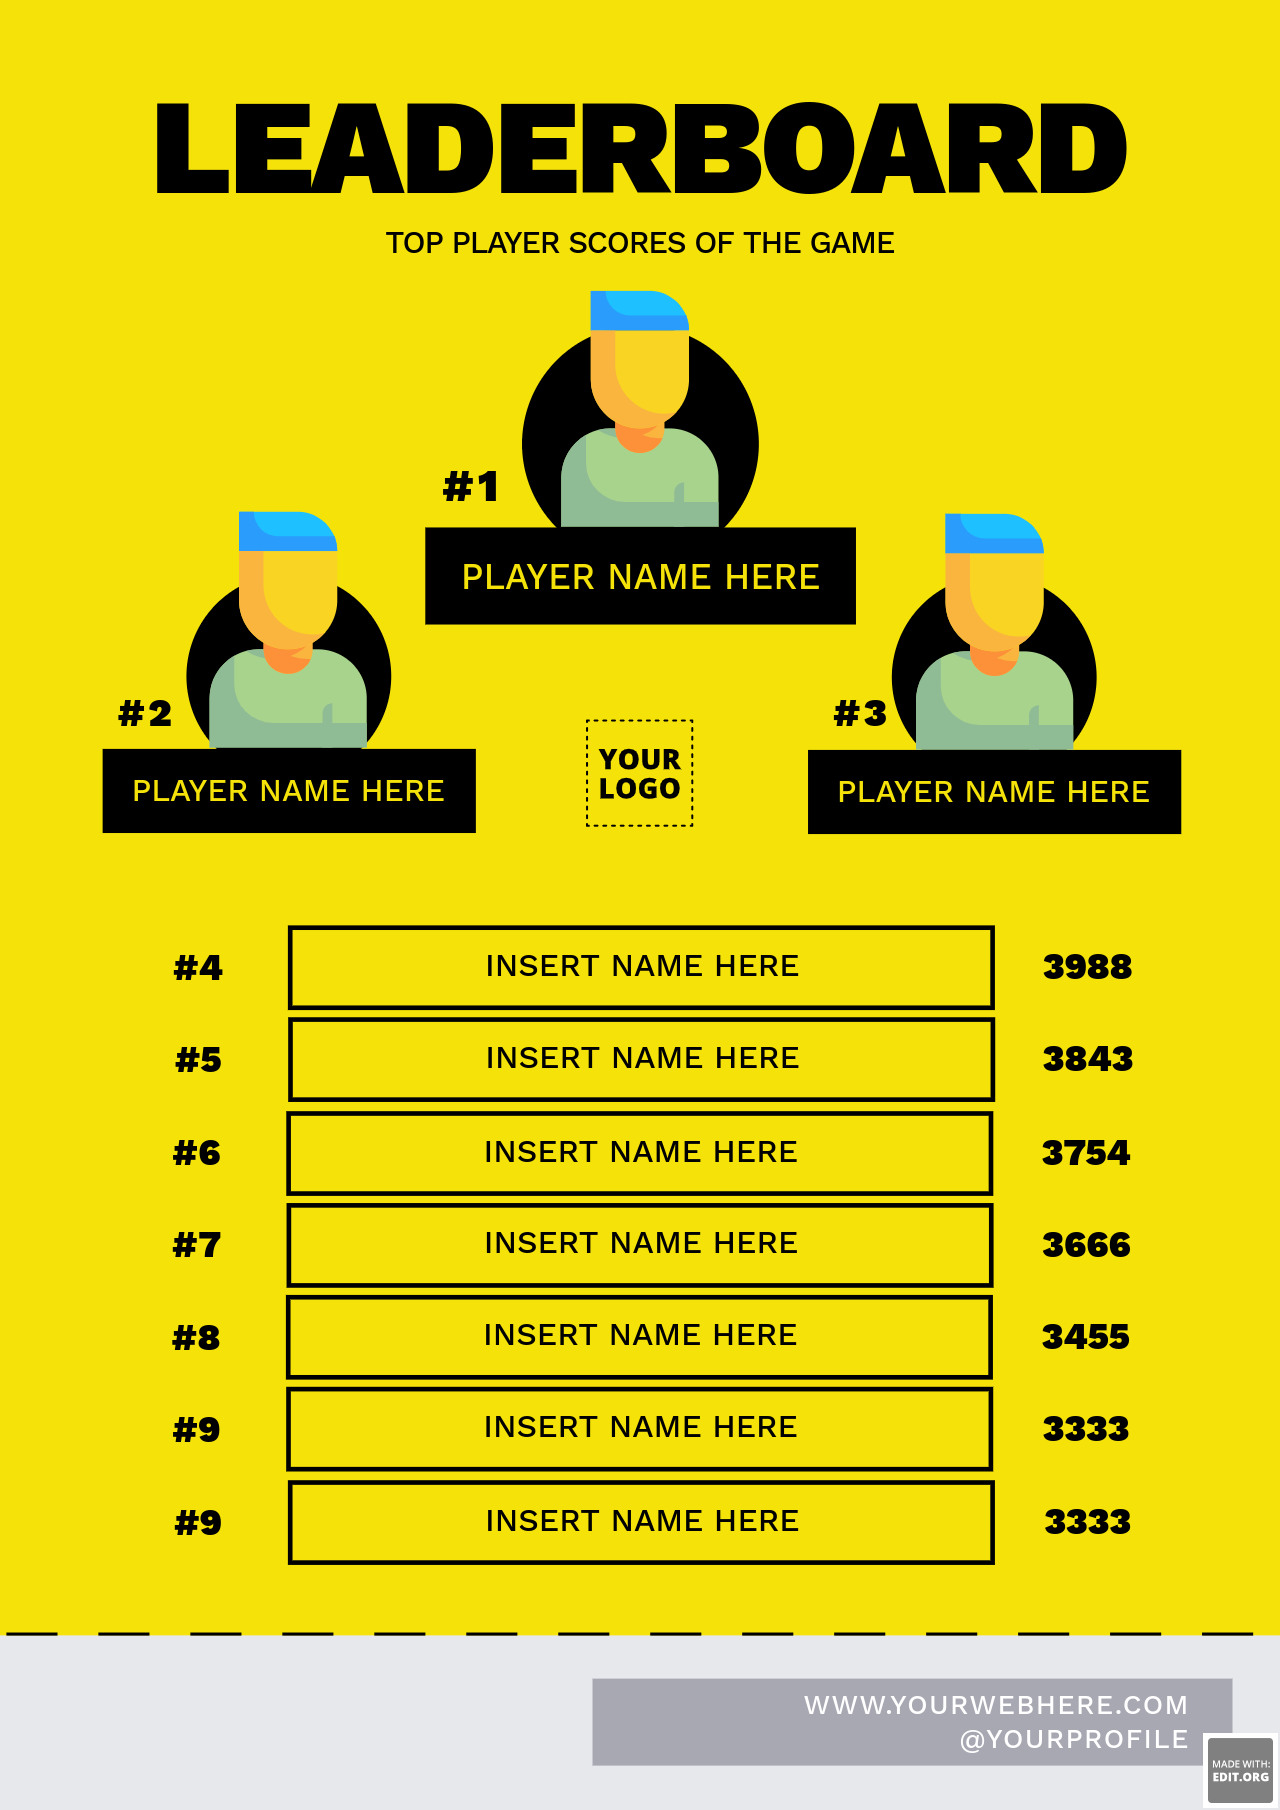 LEADERBOARD
TOP PLAYER SCORES OF THE GAME
#1
PLAYER NAME HERE
#2
PLAYER NAME HERE
#3
PLAYER NAME HERE
YOUR
LOGO
#4 INSERT NAME HERE 3988
#5 INSERT NAME HERE 3843
#6 INSERT NAME HERE 3754
#7 INSERT NAME HERE 3666
#8 INSERT NAME HERE 3455
#9 INSERT NAME HERE 3333
#9 INSERT NAME HERE 3333
WWW.YOURWEBHERE.COM
@YOURPROFILE
MADE WITH:
EDIT.ORG